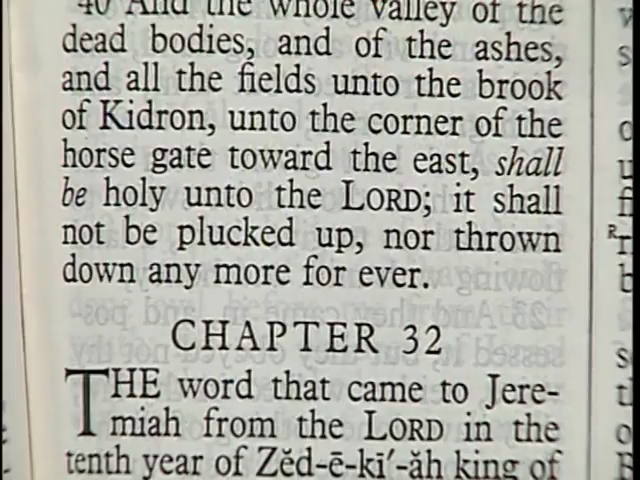 40 And the whole valley of the
dead bodies, and of the ashes,
and all the fields unto the brook
of Kidron, unto the corner of the
horse gate toward the east, shall
be holy unto the LORD; it shall
not be plucked up, nor thrown
down any more for ever.
CHAPTER 32
THE word that came to Jere-
miah from the LORD in the
tenth year of Zĕd-ē-kī′-ăh king of